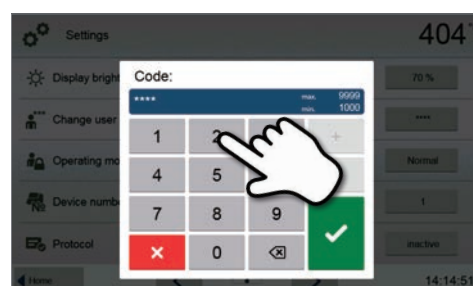 Settings 404°
Display bright 70 %
Change user ****
Operating mo Normal
Device numb 1
Protocol inactive
Code:
**** max. 9999
min. 1000
1 2 +
4 5
7 8 9
0
Home 14:14:51